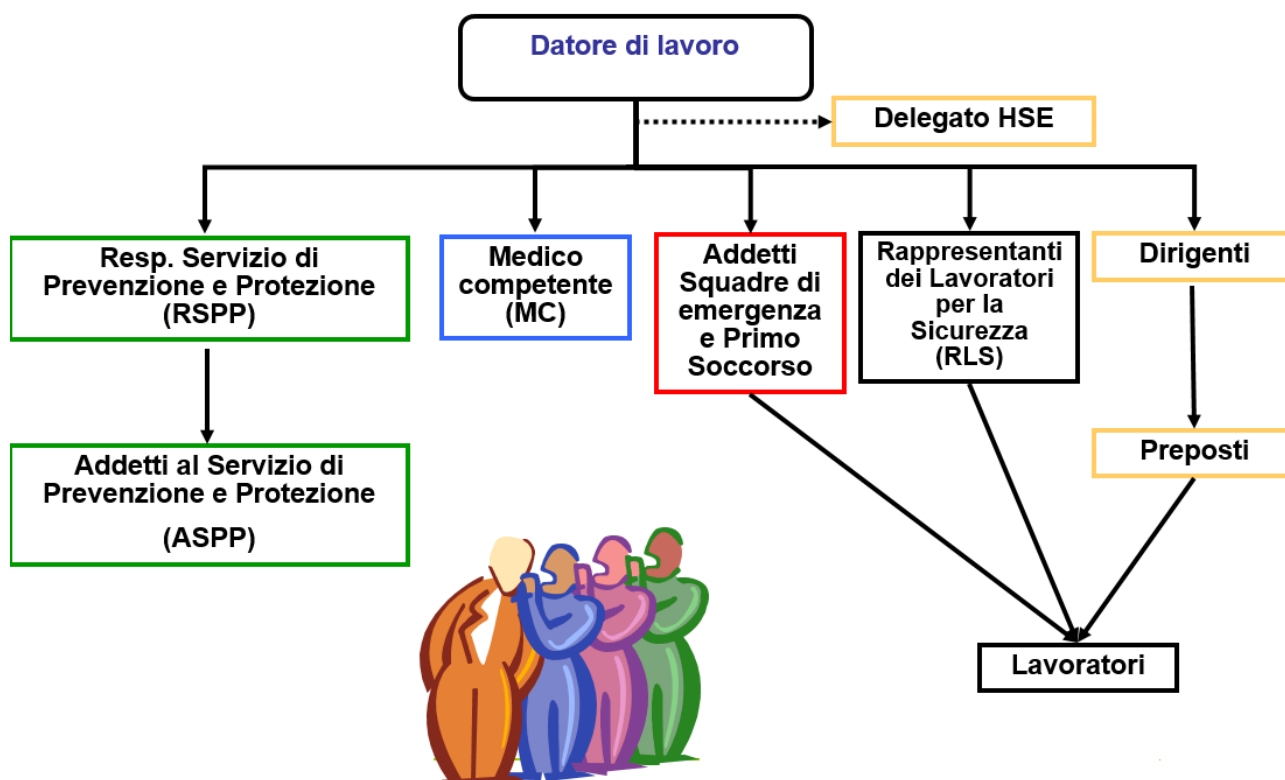 Datore di lavoro
Delegato HSE
Resp. Servizio di
Prevenzione e Protezione
(RSPP)
Medico
competente
(MC)
Addetti
Squadre di
emergenza
e Primo
Soccorso
Rappresentanti
dei Lavoratori
per la
Sicurezza
(RLS)
Dirigenti
Addetti al Servizio di
Prevenzione e Protezione
(ASPP)
Preposti
Lavoratori